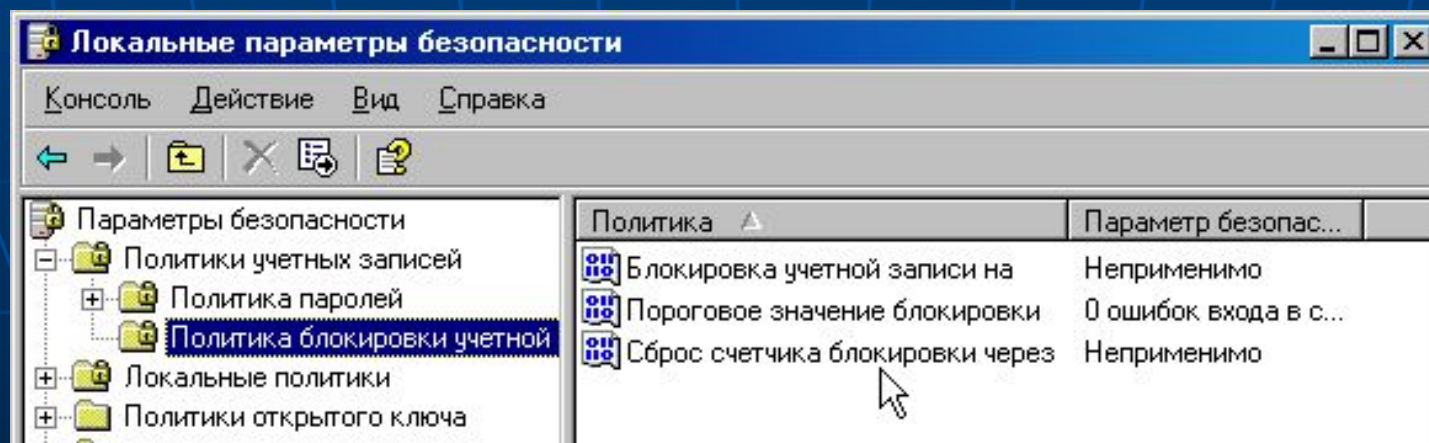 Локальные параметры безопасности
Консоль Действие Вид Справка
Параметры безопасности
Политики учетных записей
Политика паролей
Политика блокировки учетной
Локальные политики
Политики открытого ключа
Политика Параметр безопас...
Блокировка учетной записи на Неприменимо
Пороговое значение блокировки 0 ошибок входа в с...
Сброс счетчика блокировки через Неприменимо